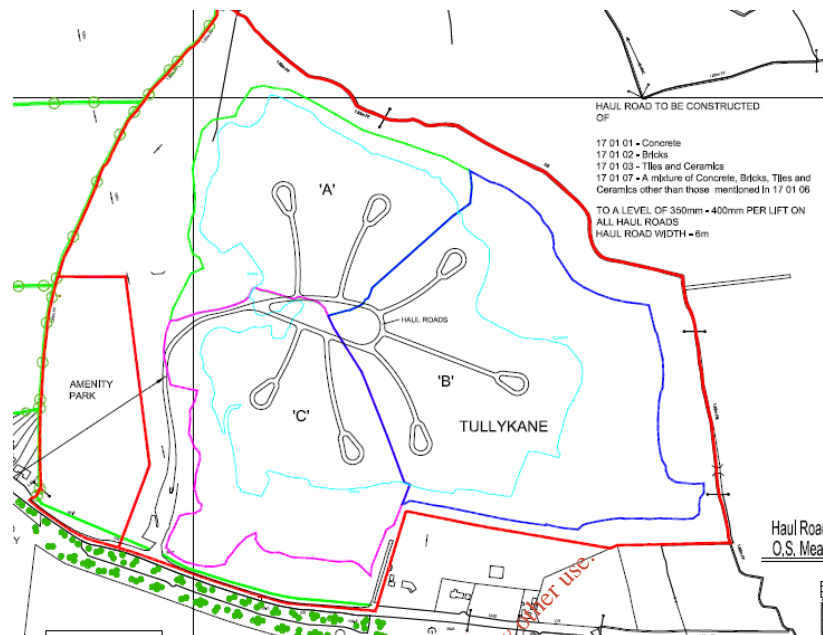 HAUL ROAD TO BE CONSTRUCTED
OF
17 01 01 - Concrete
17 01 02 - Bricks
17 01 03 - Tiles and Ceramics
17 01 07 - A mixture of Concrete, Bricks, Tiles and
Ceramics other than those mentioned in 17 01 06
TO A LEVEL OF 350mm - 400mm PER LIFT ON
ALL HAUL ROADS
HAUL ROAD WIDTH - 6m
'A'
HAUL ROADS
AMENITY
PARK
'B'
'C'
TULLYKANE
Haul Roa
O.S, Mea
other use.